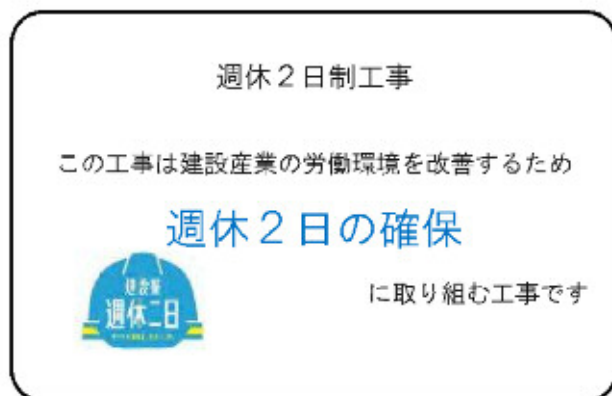 週休２日制工事
この工事は建設産業の労働環境を改善するため
週休２日の確保
に取り組む工事です
建設業
週休二日